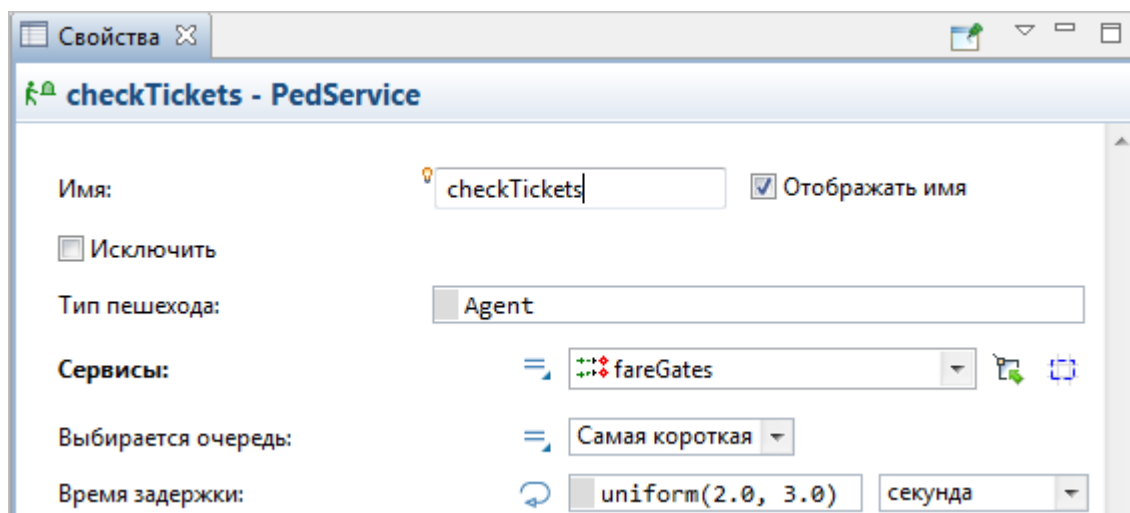 Свойства
checkTickets - PedService
Имя: checkTickets Отображать имя
Исключить
Тип пешехода: Agent
Сервисы: fareGates
Выбирается очередь: Самая короткая
Время задержки: uniform(2.0, 3.0) секунда